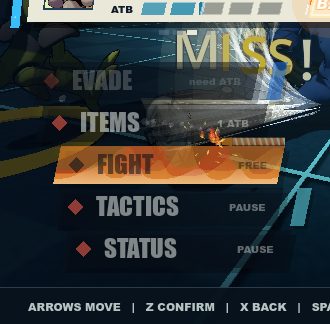 ATB
MISS!
EVADE need ATB
ITEMS 1 ATB
FIGHT FREE
TACTICS PAUSE
STATUS PAUSE
ARROWS MOVE | Z CONFIRM | X BACK | SPA